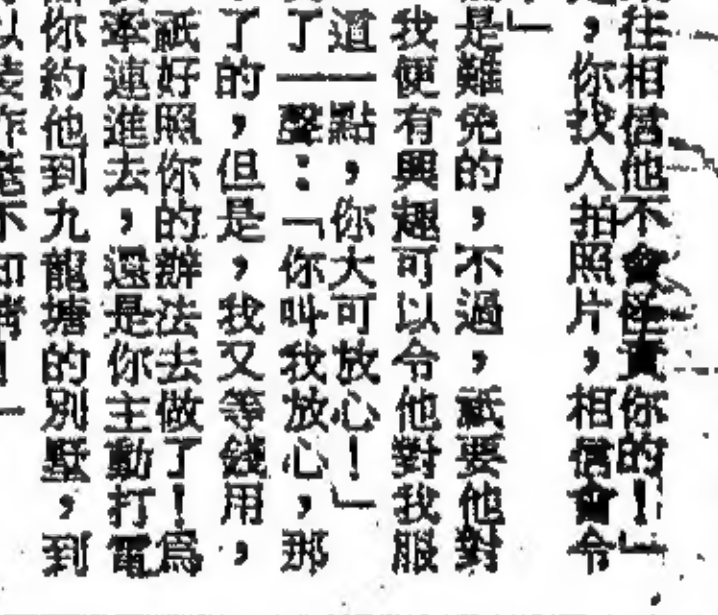 往相信他不會怪責你的！」
，你找人拍照片，相信會令
」
是難免的，不過，祇要他對
我便有興趣可以令他對我服
道一點，你大可放心！」
了一聲：「你叫我放心，那
了的，但是，我又等錢用，
祇好照你的辦法去做了！爲
牽連進去，還是你主動打電
你約他到九龍塘的別墅，到